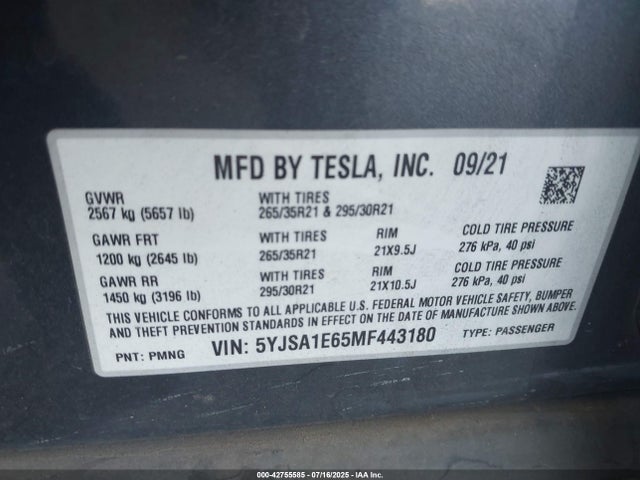 MFD BY TESLA, INC. 09/21
GVWR
2567 kg (5657 lb)
WITH TIRES
265/35R21 & 295/30R21
GAWR FRT
1200 kg (2645 lb)
WITH TIRES
265/35R21
RIM
21X9.5J
COLD TIRE PRESSURE
276 kPa, 40 psi
GAWR RR
1450 kg (3196 lb)
WITH TIRES
295/30R21
RIM
21X10.5J
COLD TIRE PRESSURE
276 kPa, 40 psi
THIS VEHICLE CONFORMS TO ALL APPLICABLE U.S. FEDERAL MOTOR VEHICLE SAFETY, BUMPER
AND THEFT PREVENTION STANDARDS IN EFFECT ON THE DATE OF MANUFACTURE SHOWN ABOVE.
PNT: PMNG VIN: 5YJSA1E65MF443180 TYPE: PASSENGER
000-42755585 - 07/16/2025 - IAA Inc.